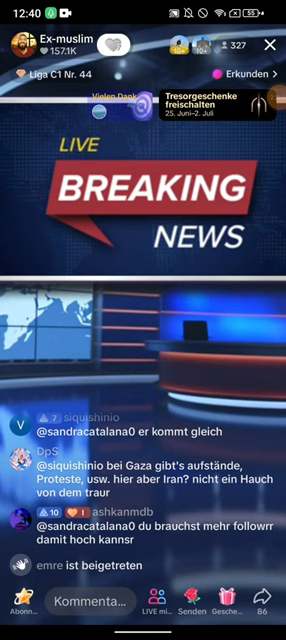 12:40
55
Ex-muslim
157.1K
10+
10+
327
Liga C1 Nr. 44
Erkunden >
Vielen Dank
Tresorgeschenke
freischalten
25. Juni–2. Juli
LIVE
BREAKING
NEWS
V
7 siquishinio
@sandracatalana0 er kommt gleich
DpS
@siquishinio bei Gaza gibt's aufstände,
Proteste, usw. hier aber Iran? nicht ein Hauch
von dem traur
10 I ashkanmdb
@sandracatalana0 du brauchst mehr followrr
damit hoch kannsr
emre ist beigetreten
Kommenta...
Abonn...
LIVE mi...
Senden
Gesche...
86